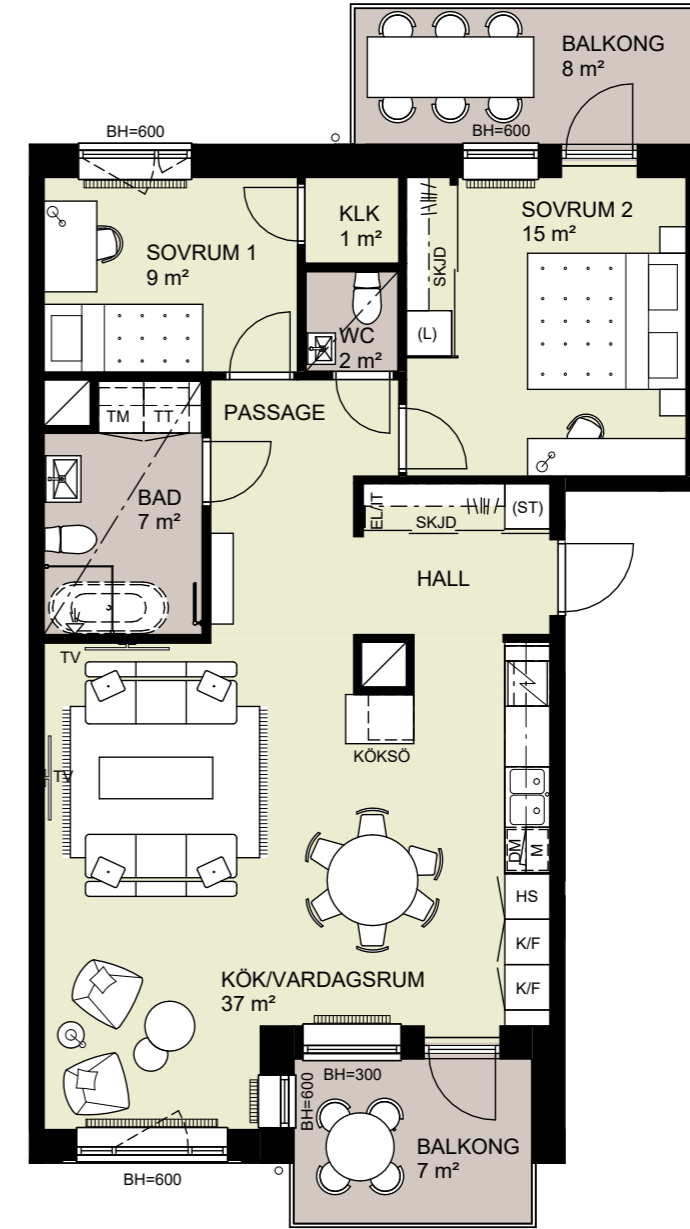 BALKONG
8 m²
BH=600
BH=600
KLK
1 m²
SOVRUM 2
15 m²
SOVRUM 1
9 m²
SKJD
(L)
WC
2 m²
TM
TT
PASSAGE
BAD
7 m²
EL/IT
SKJD
(ST)
HALL
TV
TV
KÖKSÖ
DM
M
HS
K/F
K/F
KÖK/VARDAGSRUM
37 m²
BH=300
BH=600
BALKONG
7 m²
BH=600